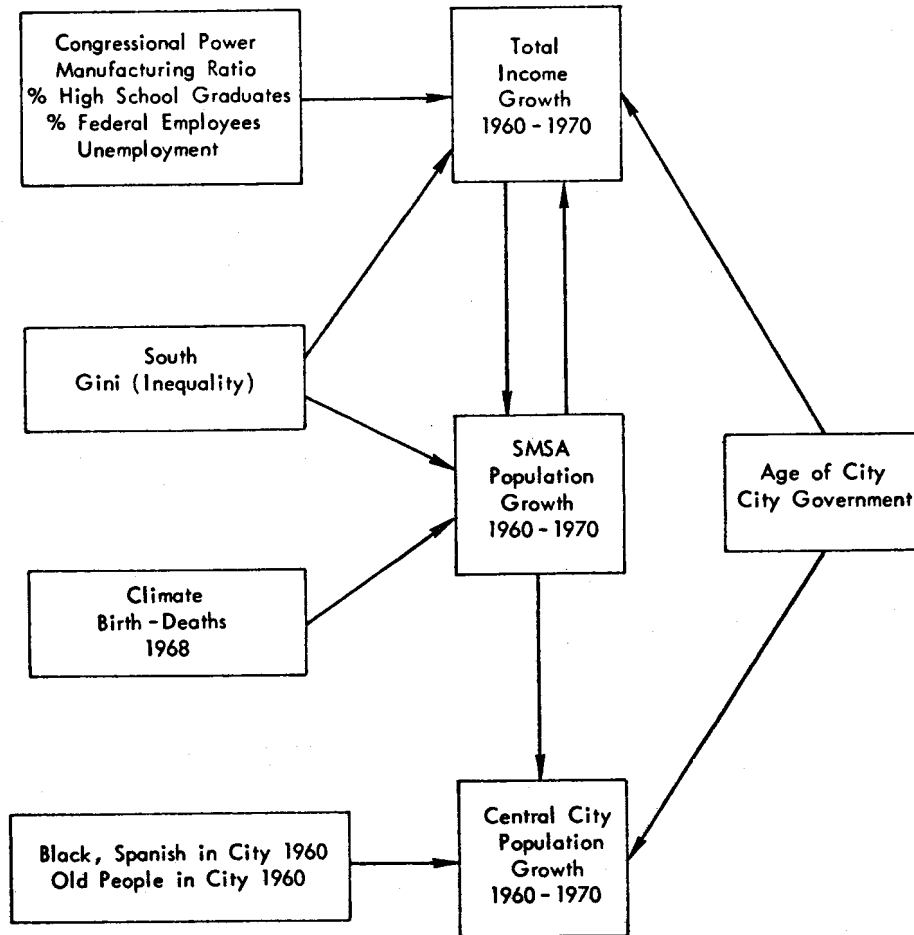 Congressional Power
Manufacturing Ratio
% High School Graduates
% Federal Employees
Unemployment
Total
Income
Growth
1960 - 1970
South
Gini (Inequality)
SMSA
Population
Growth
1960 - 1970
Age of City
City Government
Climate
Birth - Deaths
1968
Black, Spanish in City 1960
Old People in City 1960
Central City
Population
Growth
1960 - 1970